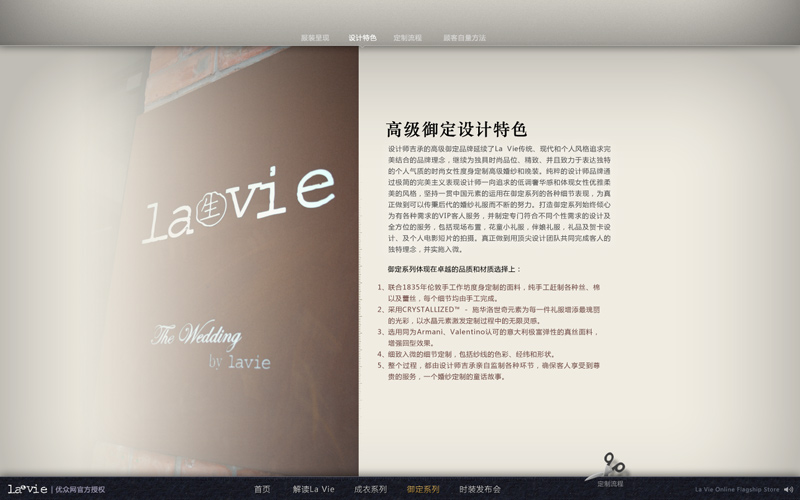 服装呈现 设计特色 定制流程 顾客自量方法
la生vie
The Wedding
by lavie
高级御定设计特色
设计师吉承的高级御定品牌延续了La Vie传统、现代和个人风格追求完
美结合的品牌理念，继续为独具时尚品位、精致、并且致力于表达独特
的个人气质的时尚女性度身定制高级婚纱和晚装。纯粹的设计师品牌通
过极简的完美主义表现设计师一向追求的低调奢华感和体现女性优雅柔
美的风格，坚持一贯中国元素的运用在御定系列的各种细节表现，为真
正做到可以传秉后代的婚纱礼服而不断的努力。打造御定系列始终倾心
为有各种需求的VIP客人服务，并制定专门符合不同个性需求的设计及
全方位的服务，包括现场布置，花童小礼服，伴娘礼服，礼品及贺卡设
计、及个人电影短片的拍摄。真正做到用顶尖设计团队共同完成客人的
独特理念，并实施入微。
御定系列体现在卓越的品质和材质选择上：
1、联合1835年伦敦手工作坊度身定制的面料，纯手工赶制各种丝、棉
以及蕾丝，每个细节均由手工完成。
2、采用CRYSTALLIZED™ - 施华洛世奇元素为每一件礼服增添最瑰丽
的光彩，以水晶元素激发定制过程中的无限灵感。
3、选用同为Armani、Valentino认可的意大利极富弹性的真丝面料，
增强回型效果。
4、细致入微的细节定制，包括纱线的色彩、经纬和形状。
5、整个过程，都由设计师吉承亲自监制各种环节，确保客人享受到尊
贵的服务，一个婚纱定制的童话故事。
定制流程
lavie | 优众网官方授权 首页 解读La Vie 成衣系列 御定系列 时装发布会 La Vie Online Flagship Store